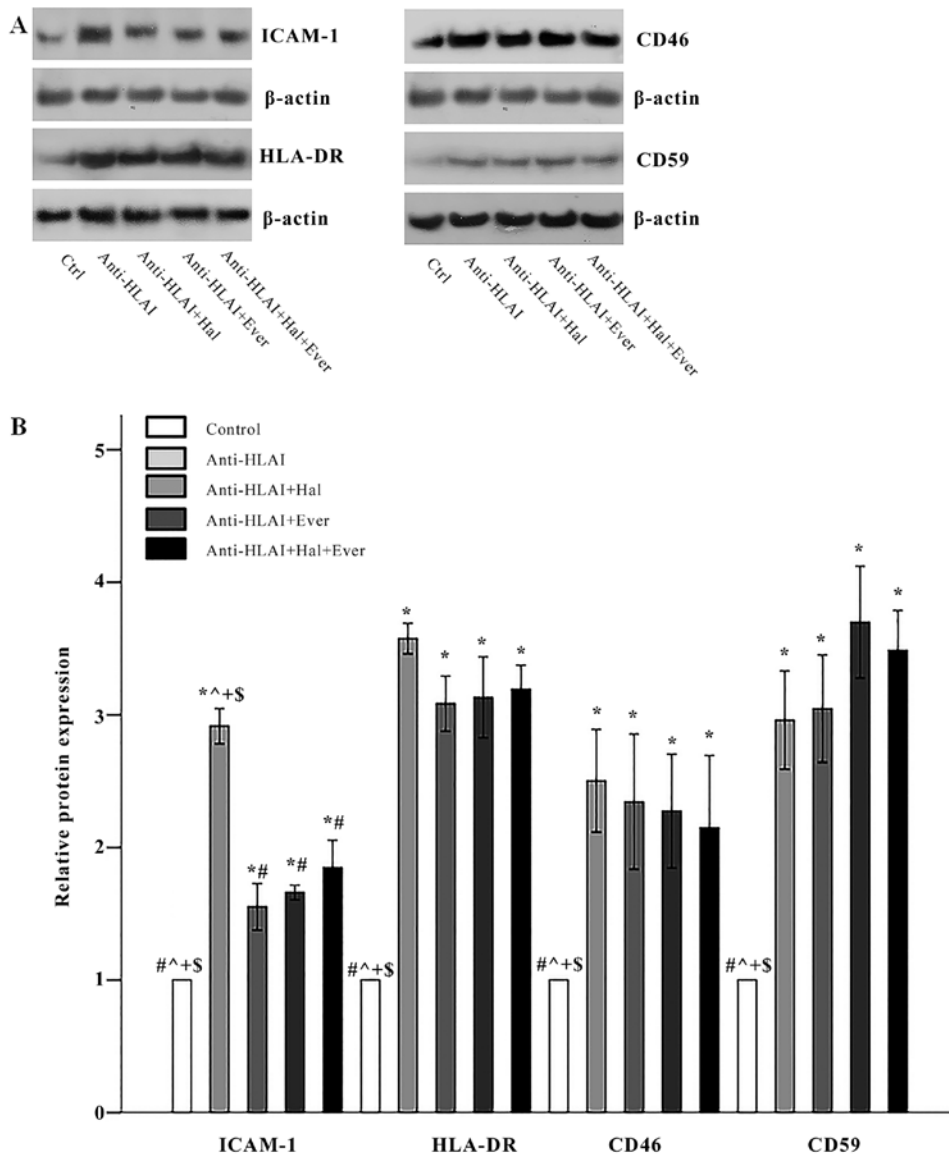 A
ICAM-1
β-actin
HLA-DR
β-actin
Ctrl
Anti-HLAI
Anti-HLAI+Hal
Anti-HLAI+Ever
Anti-HLAI+Hal+Ever
CD46
β-actin
CD59
β-actin
Ctrl
Anti-HLAI
Anti-HLAI+Hal
Anti-HLAI+Ever
Anti-HLAI+Hal+Ever
B
Control
Anti-HLAI
Anti-HLAI+Hal
Anti-HLAI+Ever
Anti-HLAI+Hal+Ever
Relative protein expression
5
4
3
2
1
0
#^+$
*^+$
*#
*#
*#
#^+$
*
*
*
*
#^+$
*
*
*
*
#^+$
*
*
*
*
ICAM-1
HLA-DR
CD46
CD59